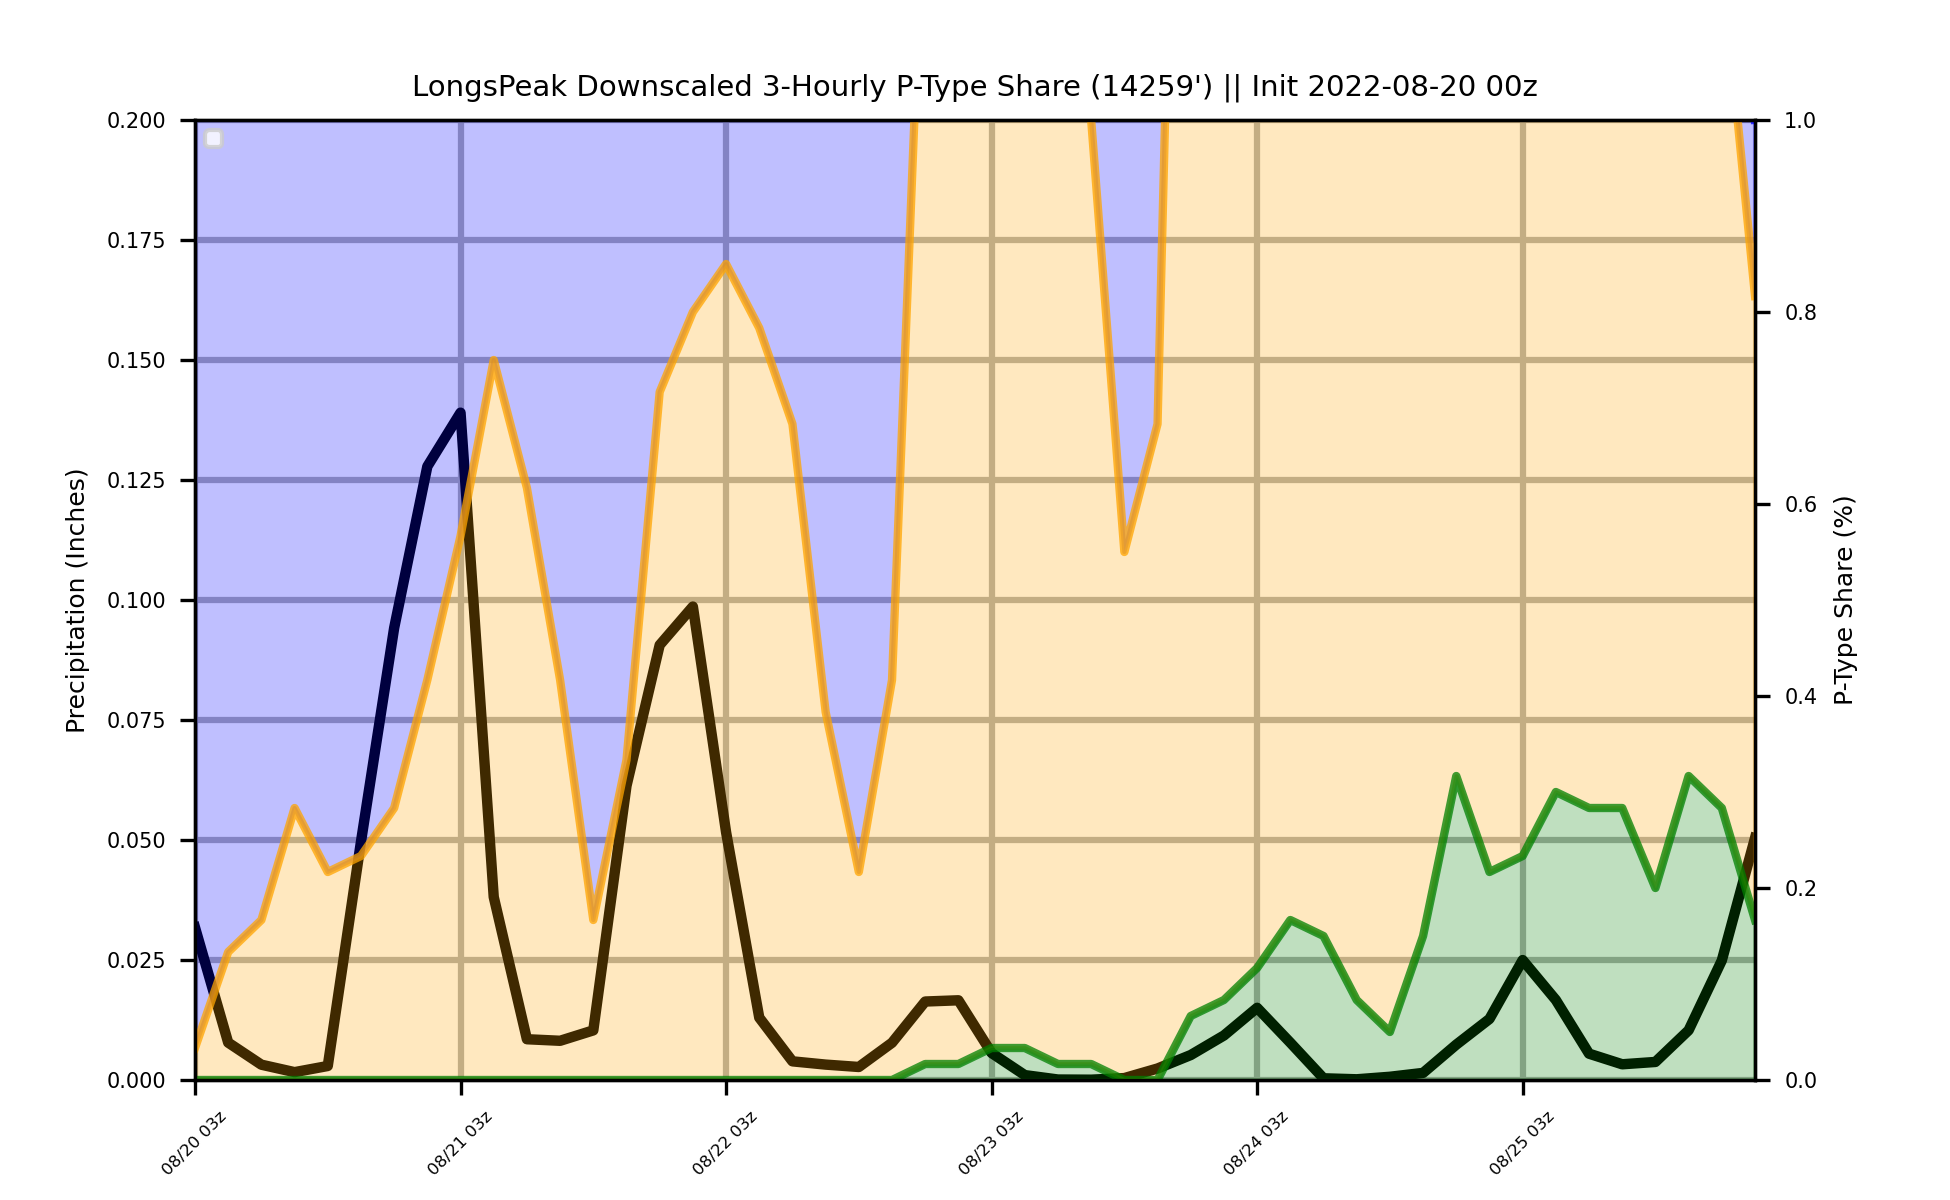 LongsPeak Downscaled 3-Hourly P-Type Share (14259') || Init 2022-08-20 00z
Precipitation (Inches)
0.200
0.175
0.150
0.125
0.100
0.075
0.050
0.025
0.000
1.0
0.8
0.6
0.4
0.2
0.0
P-Type Share (%)
08/20 03z
08/21 03z
08/22 03z
08/23 03z
08/24 03z
08/25 03z